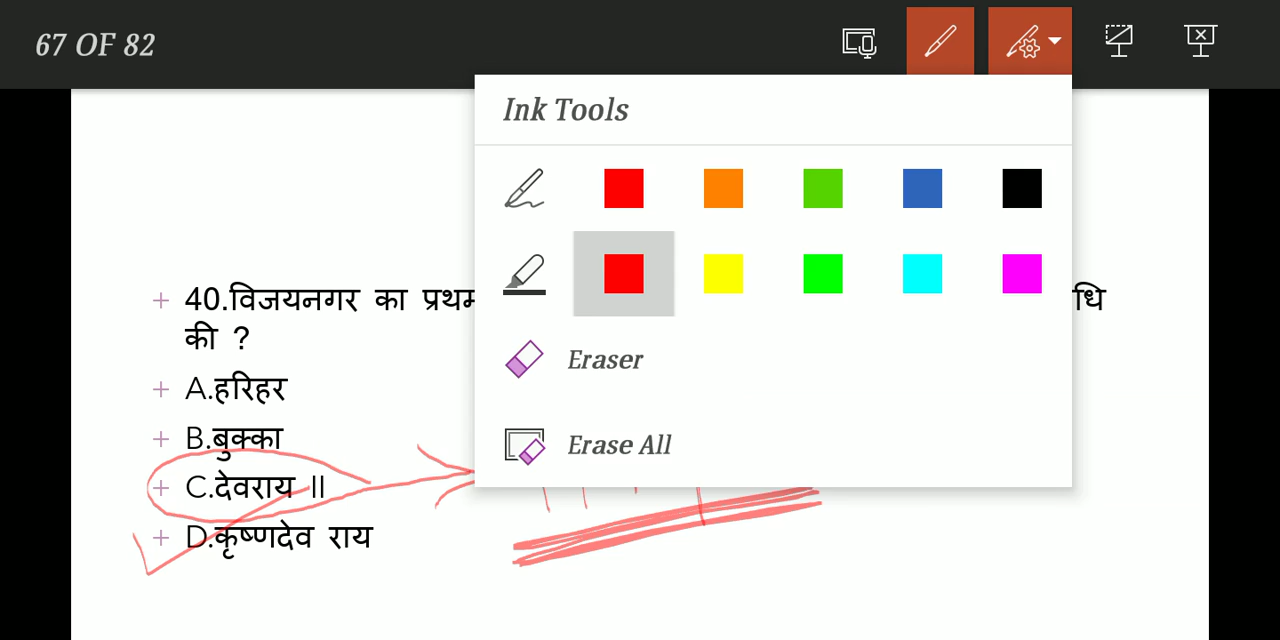 67 OF 82
Ink Tools
40.विजयनगर का प्रथम
की ?
A.हरिहर
B.बुक्का
C.देवराय II
D.कृष्णदेव राय
Eraser
Erase All